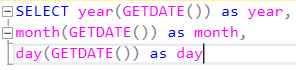 SELECT year(GETDATE()) as year,
month(GETDATE()) as month,
day(GETDATE()) as day